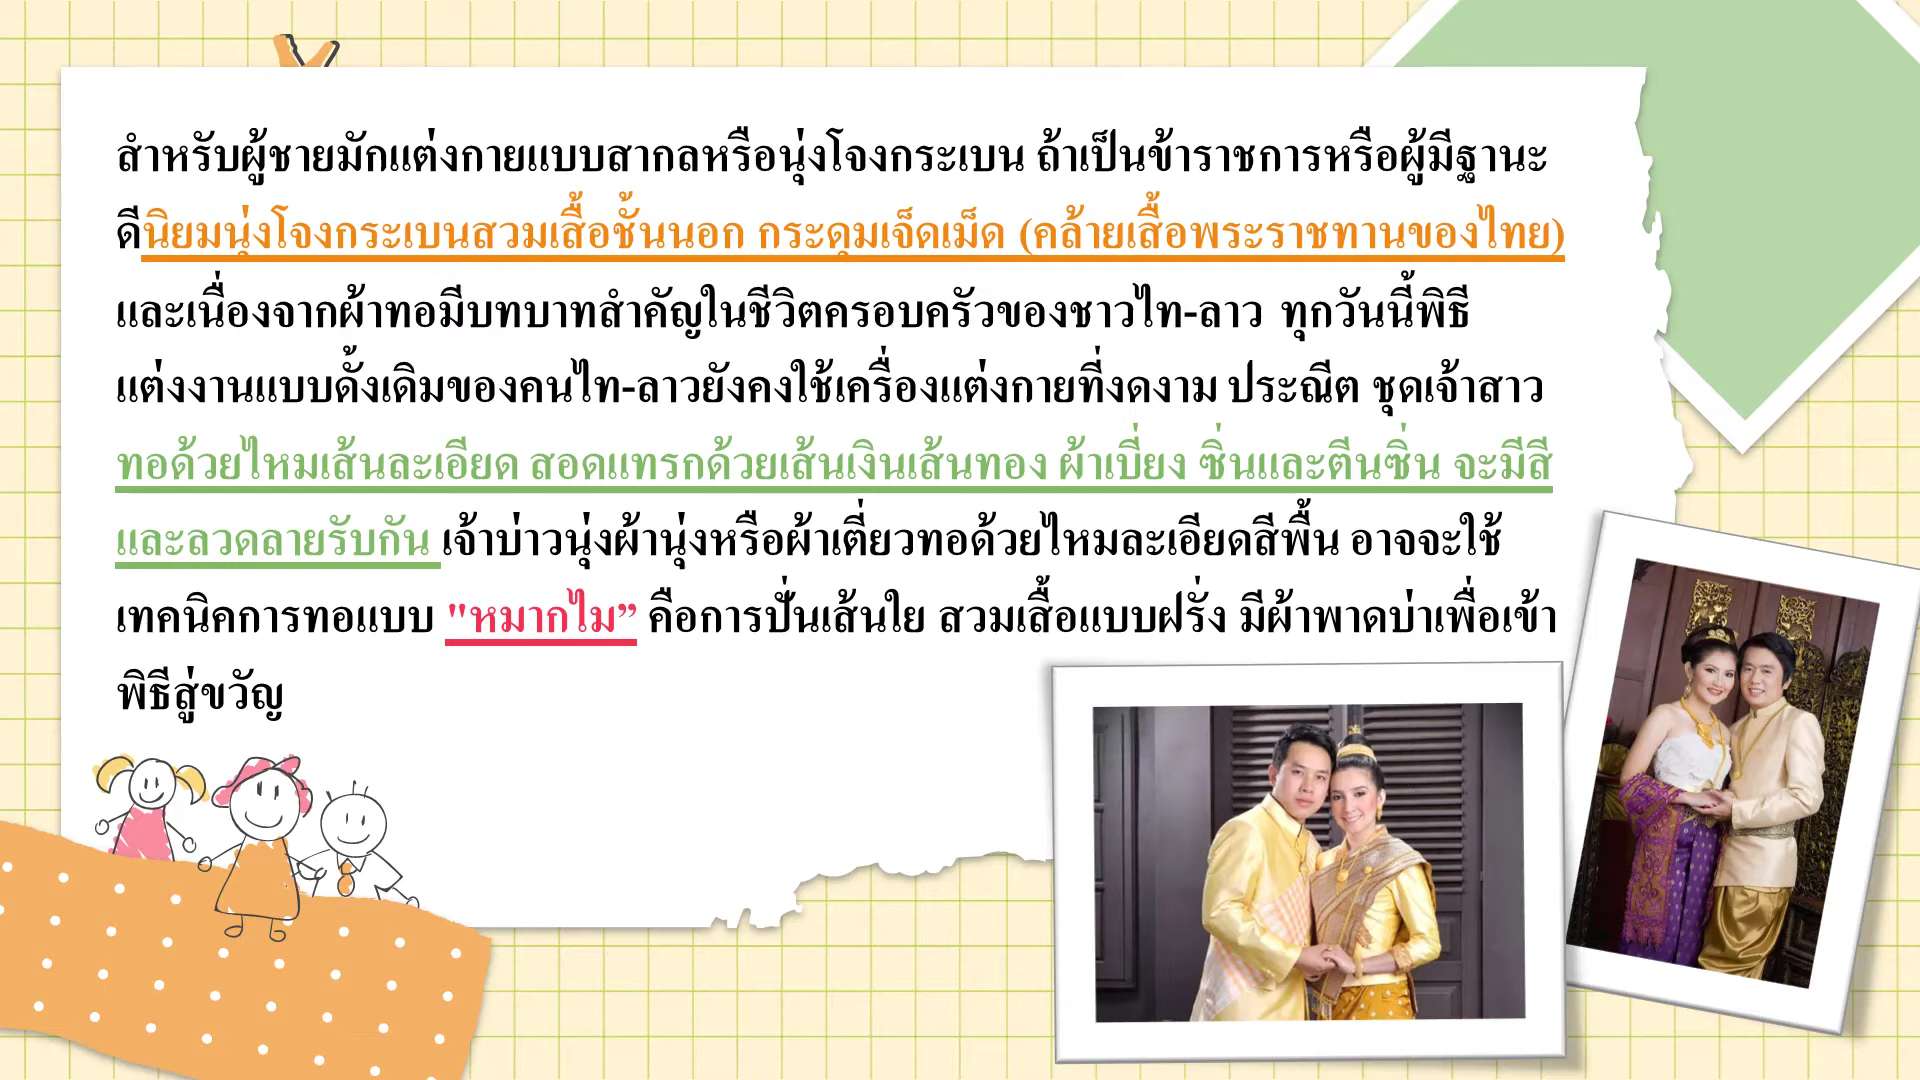 สำหรับผู้ชายมักแต่งกายแบบสากลหรือนุ่งโจงกระเบน ถ้าเป็นข้าราชการหรือผู้มีฐานะ
ดีนิยมนุ่งโจงกระเบนสวมเสื้อชั้นนอก กระดุมเจ็ดเม็ด (คล้ายเสื้อพระราชทานของไทย)
และเนื่องจากผ้าทอมีบทบาทสำคัญในชีวิตครอบครัวของชาวไท-ลาว ทุกวันนี้พิธี
แต่งงานแบบดั้งเดิมของคนไท-ลาวยังคงใช้เครื่องแต่งกายที่งดงาม ประณีต ชุดเจ้าสาว
ทอด้วยไหมเส้นละเอียด สอดแทรกด้วยเส้นเงินเส้นทอง ผ้าเบี่ยง ซิ่นและตีนซิ่น จะมีสี
และลวดลายรับกัน เจ้าบ่าวนุ่งผ้านุ่งหรือผ้าเตี่ยวทอด้วยไหมละเอียดสีพื้น อาจจะใช้
เทคนิคการทอแบบ "หมากไม” คือการปั่นเส้นใย สวมเสื้อแบบฝรั่ง มีผ้าพาดบ่าเพื่อเข้า
พิธีสู่ขวัญ